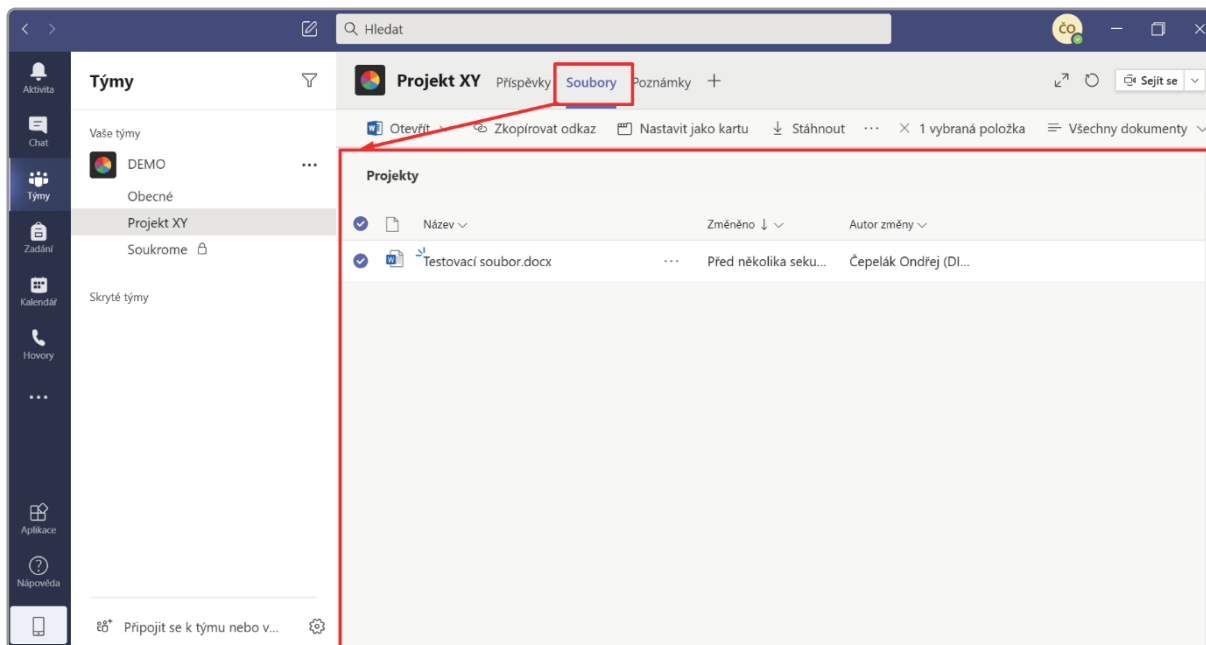 Hledat
ČO
Aktivita
Chat
Týmy
Zadání
Kalendář
Hovory
Aplikace
Nápověda
Týmy
Vaše týmy
DEMO
Obecné
Projekt XY
Soukrome
Skryté týmy
Připojit se k týmu nebo v...
Projekt XY Příspěvky Soubory Poznámky
Sejít se
Otevřít Zkopírovat odkaz Nastavit jako kartu Stáhnout 1 vybraná položka Všechny dokumenty
Projekty
Název Změněno Autor změny
Testovací soubor.docx Před několika seku... Čepelák Ondřej (DI...